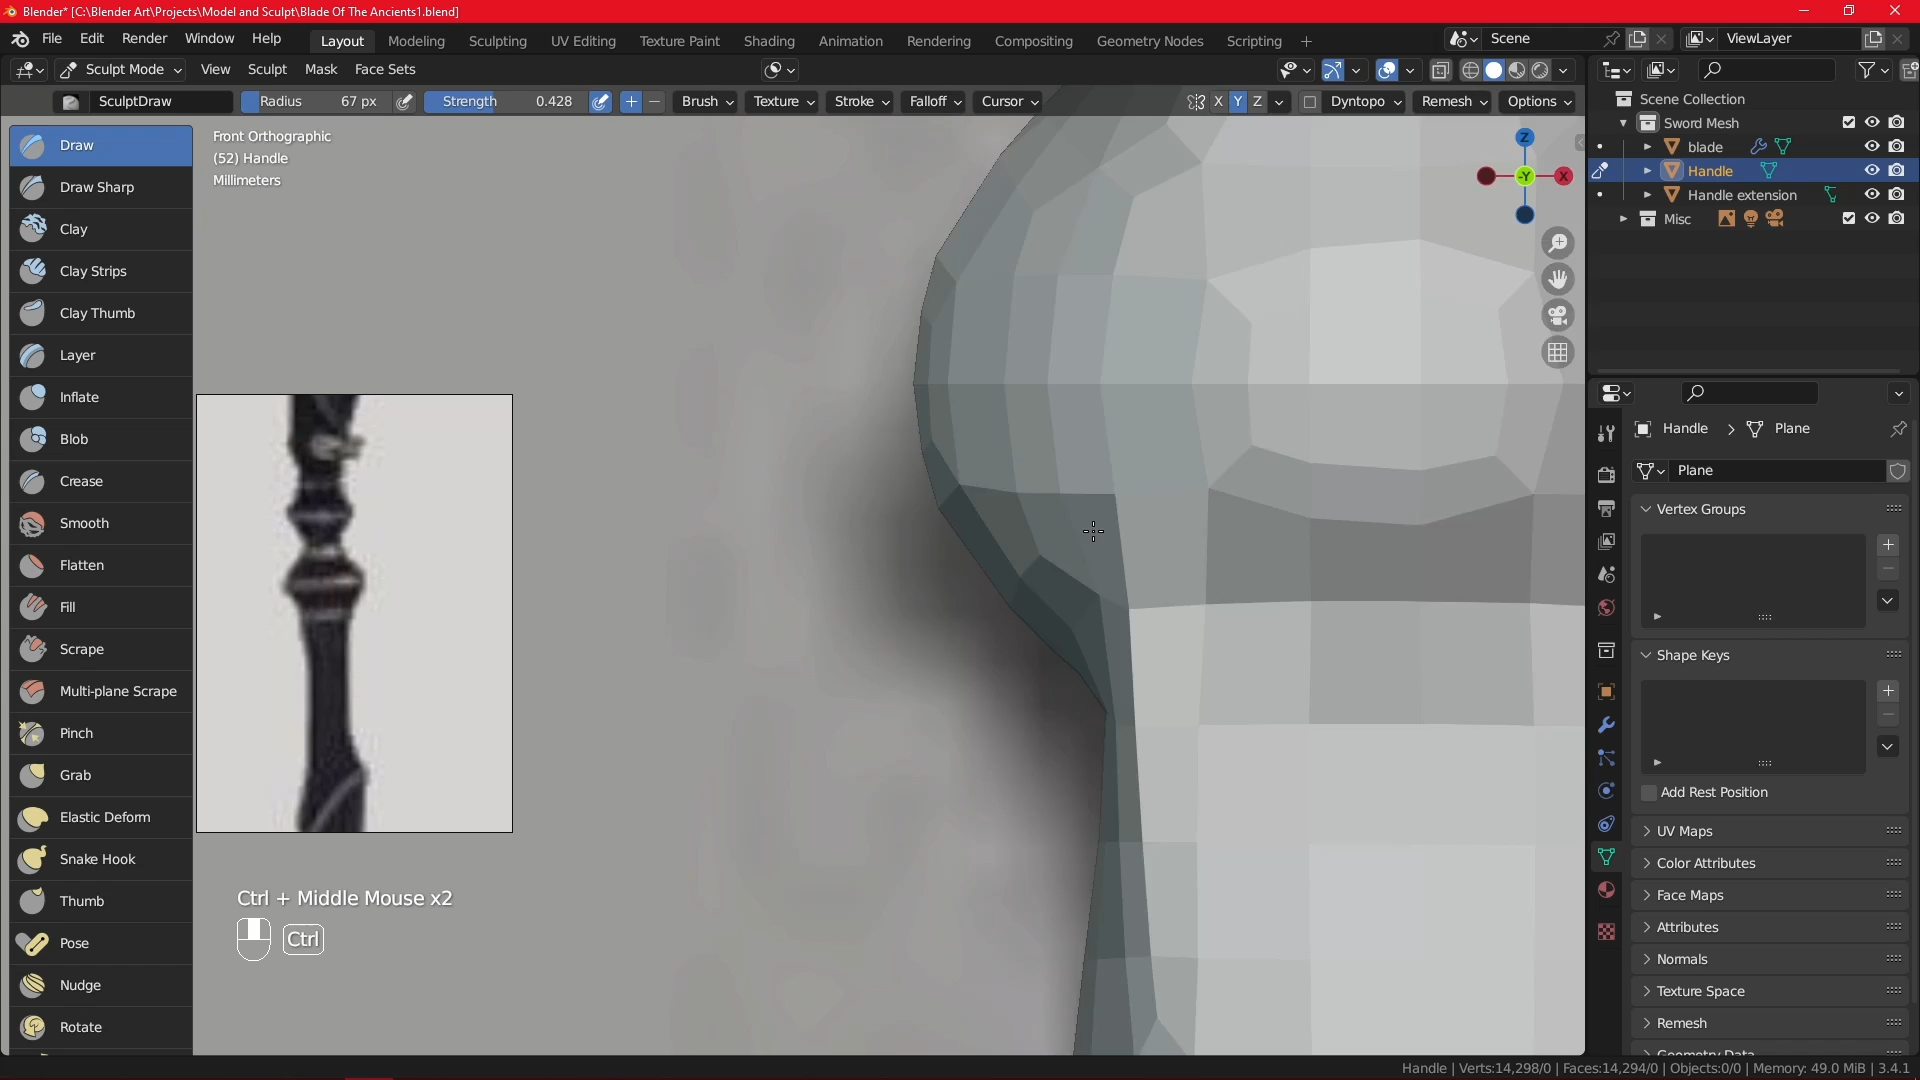 Blender* [C:\Blender Art\Projects\Model and Sculpt\Blade Of The Ancients1.blend]
File Edit Render Window Help Layout Modeling Sculpting UV Editing Texture Paint Shading Animation Rendering Compositing Geometry Nodes Scripting + Scene ViewLayer
Sculpt Mode View Sculpt Mask Face Sets
SculptDraw Radius 67 px Strength 0.428 Brush Texture Stroke Falloff Cursor X Y Z Dyntopo Remesh Options
Draw
Draw Sharp
Clay
Clay Strips
Clay Thumb
Layer
Inflate
Blob
Crease
Smooth
Flatten
Fill
Scrape
Multi-plane Scrape
Pinch
Grab
Elastic Deform
Snake Hook
Thumb
Pose
Nudge
Rotate
Front Orthographic
(52) Handle
Millimeters
Z
-Y
X
Ctrl + Middle Mouse x2
Ctrl
Scene Collection
Sword Mesh
blade
Handle
Handle extension
Misc
Handle Plane
Plane
Vertex Groups
Shape Keys
Add Rest Position
UV Maps
Color Attributes
Face Maps
Attributes
Normals
Texture Space
Remesh
Geometry Data
Handle | Verts:14,298/0 | Faces:14,294/0 | Objects:0/0 | Memory: 49.0 MiB | 3.4.1